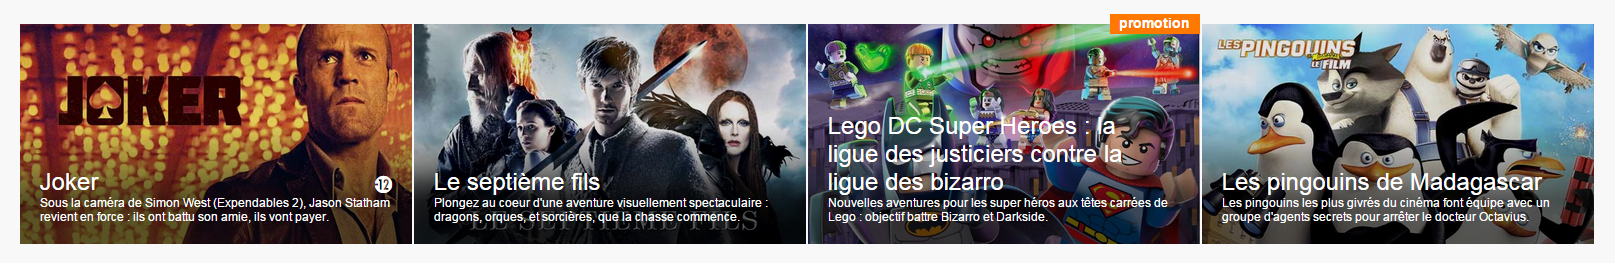 JOKER
Joker
-12
Sous la caméra de Simon West (Expendables 2), Jason Statham
revient en force : ils ont battu son amie, ils vont payer.
Le septième fils
Plongez au coeur d'une aventure visuellement spectaculaire :
dragons, orques, et sorcières, que la chasse commence.
LE SEPTIEME FILS
promotion
Lego DC Super Heroes : la
ligue des justiciers contre la
ligue des bizarro
Nouvelles aventures pour les super héros aux têtes carrées de
Lego : objectif battre Bizarro et Darkside.
LES PINGOUINS
LE FILM
Les pingouins de Madagascar
Les pingouins les plus givrés du cinéma font équipe avec un
groupe d'agents secrets pour arrêter le docteur Octavius.